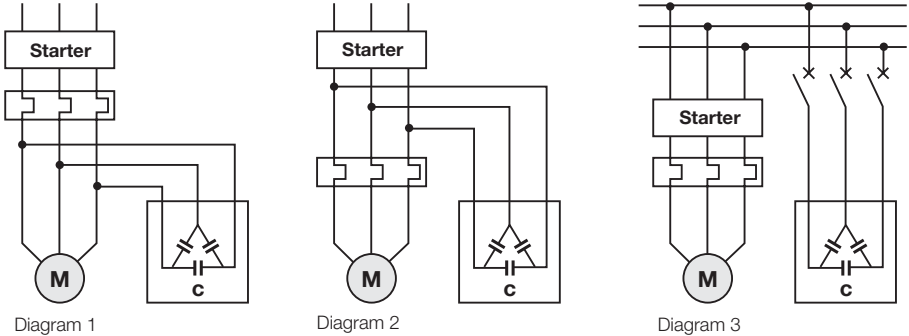 Starter
M
C
Diagram 1
Starter
M
C
Diagram 2
Starter
M
C
Diagram 3